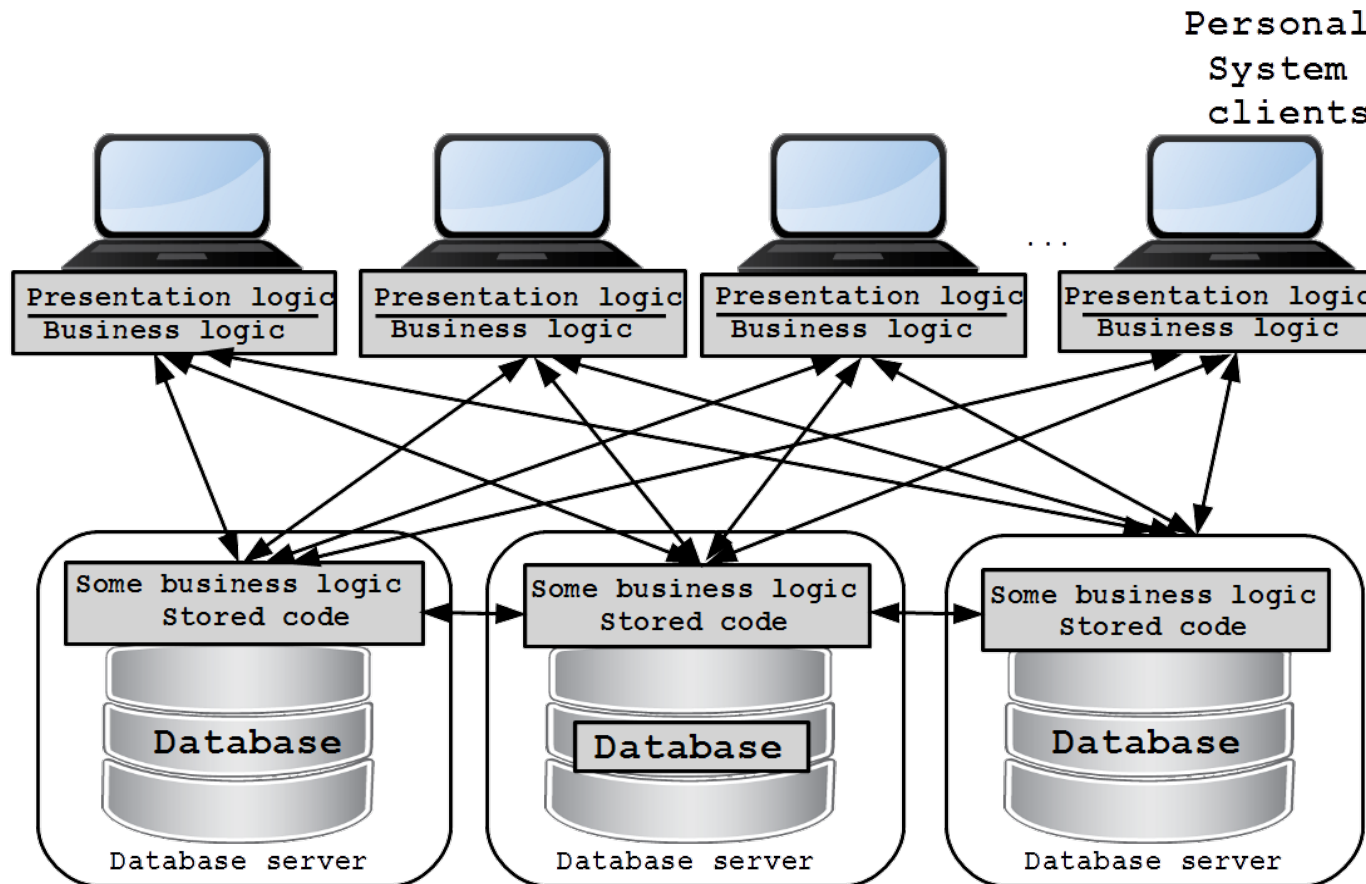 Personal
System
clients
...
Presentation logic
Business logic
Presentation logic
Business logic
Presentation logic
Business logic
Presentation logic
Business logic
Some business logic
Stored code
Some business logic
Stored code
Some business logic
Stored code
Database
Database
Database
Database server
Database server
Database server